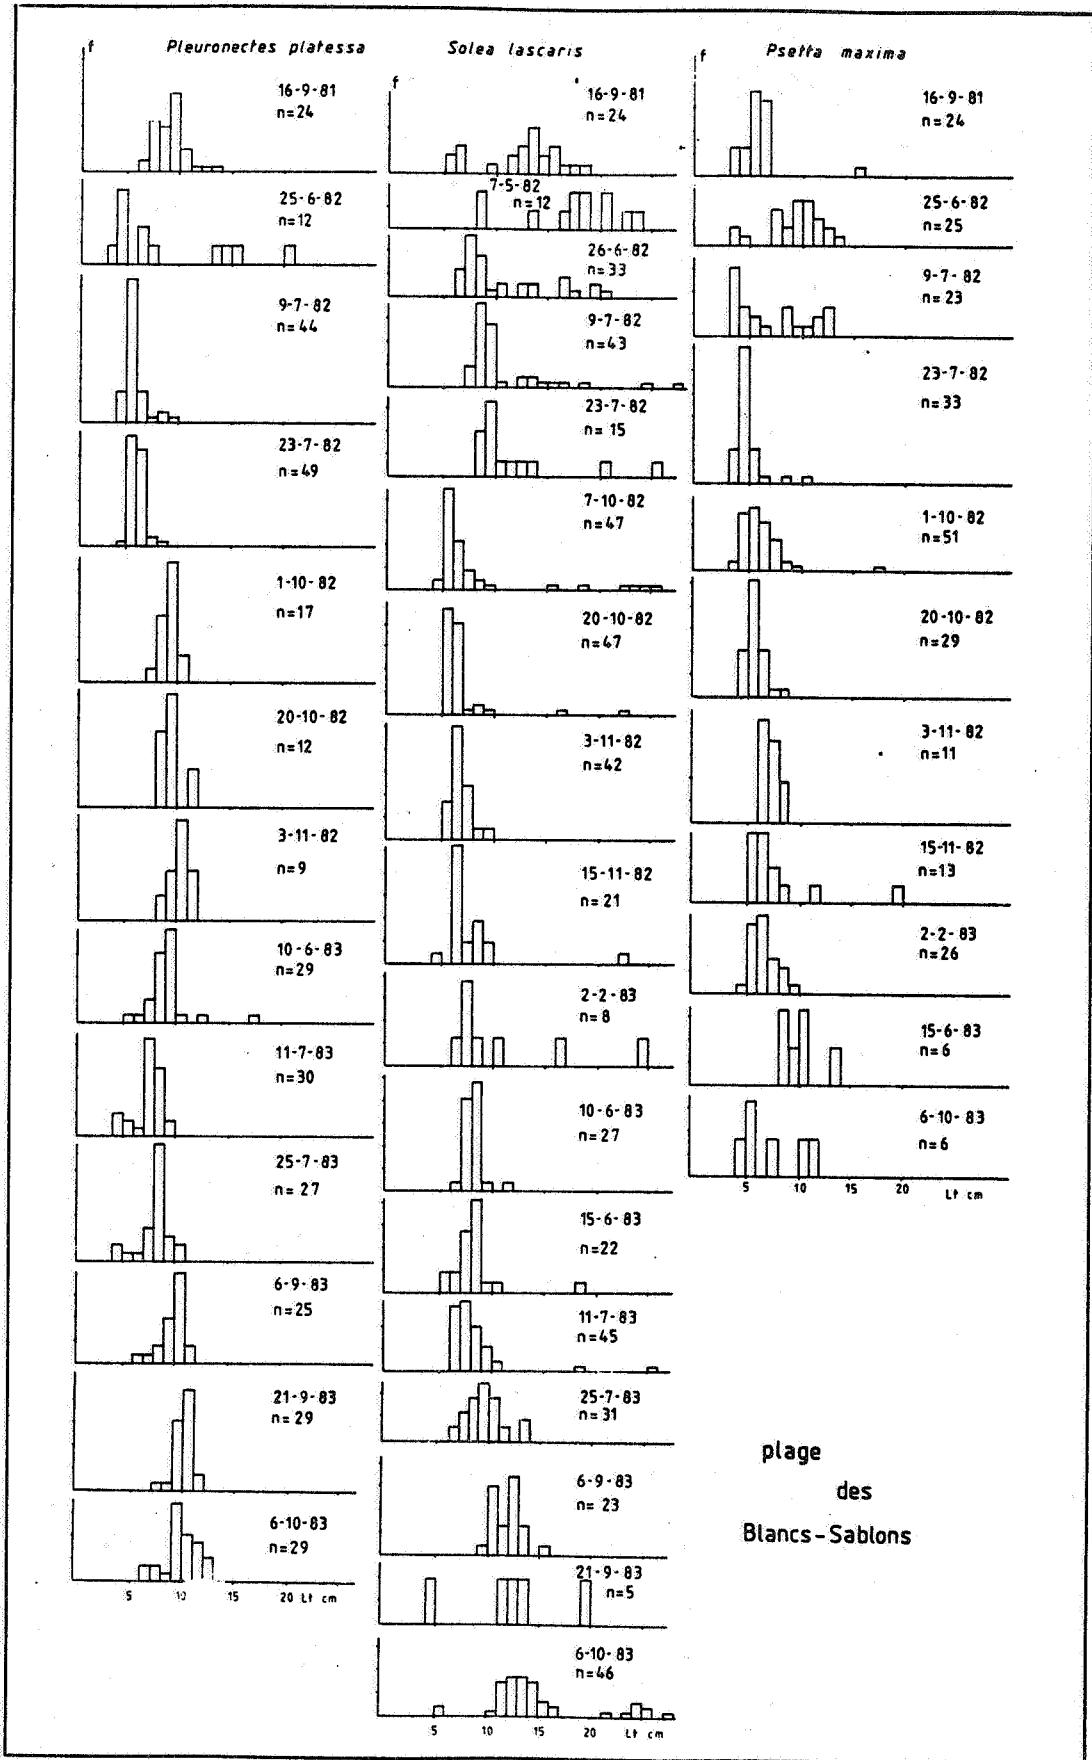 f
Pleuronectes platessa
16-9-81
n=24
25-6-82
n=12
9-7-82
n=44
23-7-82
n=49
1-10-82
n=17
20-10-82
n=12
3-11-82
n=9
10-6-83
n=29
11-7-83
n=30
25-7-83
n=27
6-9-83
n=25
21-9-83
n=29
6-10-83
n=29
5 10 15 20 Lt cm
Solea lascaris
f
16-9-81
n=24
7-5-82
n=12
26-6-82
n=33
9-7-82
n=43
23-7-82
n=15
7-10-82
n=47
20-10-82
n=47
3-11-82
n=42
15-11-82
n=21
2-2-83
n=8
10-6-83
n=27
15-6-83
n=22
11-7-83
n=45
25-7-83
n=31
6-9-83
n=23
21-9-83
n=5
6-10-83
n=46
5 10 15 20 Lt cm
f
Psetta maxima
16-9-81
n=24
25-6-82
n=25
9-7-82
n=23
23-7-82
n=33
1-10-82
n=51
20-10-82
n=29
3-11-82
n=11
15-11-82
n=13
2-2-83
n=26
15-6-83
n=6
6-10-83
n=6
5 10 15 20 Lt cm
plage
des
Blancs-Sablons